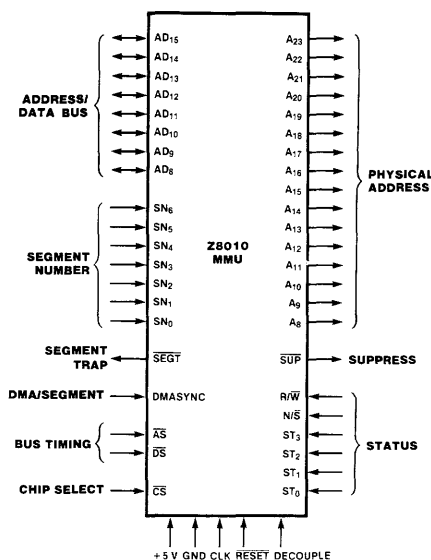 ADDRESS/
DATA BUS
AD15
AD14
AD13
AD12
AD11
AD10
AD9
AD8
SEGMENT
NUMBER
SN6
SN5
SN4
SN3
SN2
SN1
SN0
SEGMENT
TRAP
SEGT
DMA/SEGMENT
DMASYNC
BUS TIMING
AS
DS
CHIP SELECT
CS
Z8010
MMU
A23
A22
A21
A20
A19
A18
A17
A16
A15
A14
A13
A12
A11
A10
A9
A8
PHYSICAL
ADDRESS
SUP
SUPPRESS
R/W
N/S
ST3
ST2
ST1
ST0
STATUS
+5 V GND CLK RESET DECOUPLE